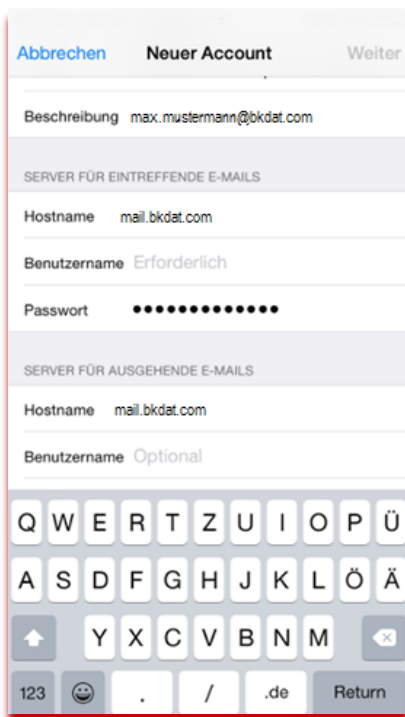 Abbrechen Neuer Account Weiter
Beschreibung max.mustermann@bkdat.com
SERVER FÜR EINTREFFENDE E-MAILS
Hostname mail.bkdat.com
Benutzername Erforderlich
Passwort ●●●●●●●●●●●●●
SERVER FÜR AUSGEHENDE E-MAILS
Hostname mail.bkdat.com
Benutzername Optional
Q W E R T Z U I O P Ü
A S D F G H J K L Ö Ä
Y X C V B N M
123 . / .de Return